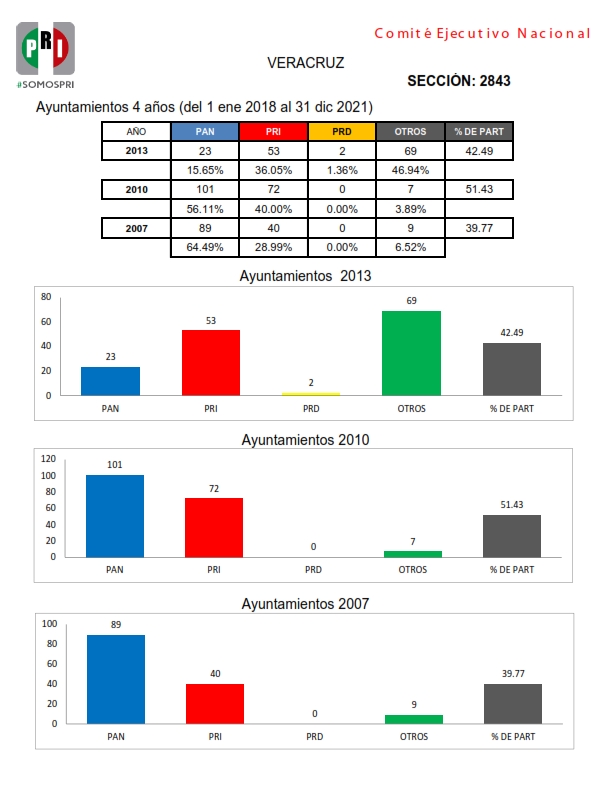 PRI
#SOMOSPRI
Comité Ejecutivo Nacional
VERACRUZ
SECCIÓN: 2843
Ayuntamientos 4 años (del 1 ene 2018 al 31 dic 2021)
AÑO PAN PRI PRD OTROS % DE PART
2013 23 53 2 69 42.49
15.65% 36.05% 1.36% 46.94%
2010 101 72 0 7 51.43
56.11% 40.00% 0.00% 3.89%
2007 89 40 0 9 39.77
64.49% 28.99% 0.00% 6.52%
Ayuntamientos 2013
80
60
40
20
0
23 53 2 69 42.49
PAN PRI PRD OTROS % DE PART
Ayuntamientos 2010
120
100
80
60
40
20
0
101 72 0 7 51.43
PAN PRI PRD OTROS % DE PART
Ayuntamientos 2007
100
80
60
40
20
0
89 40 0 9 39.77
PAN PRI PRD OTROS % DE PART